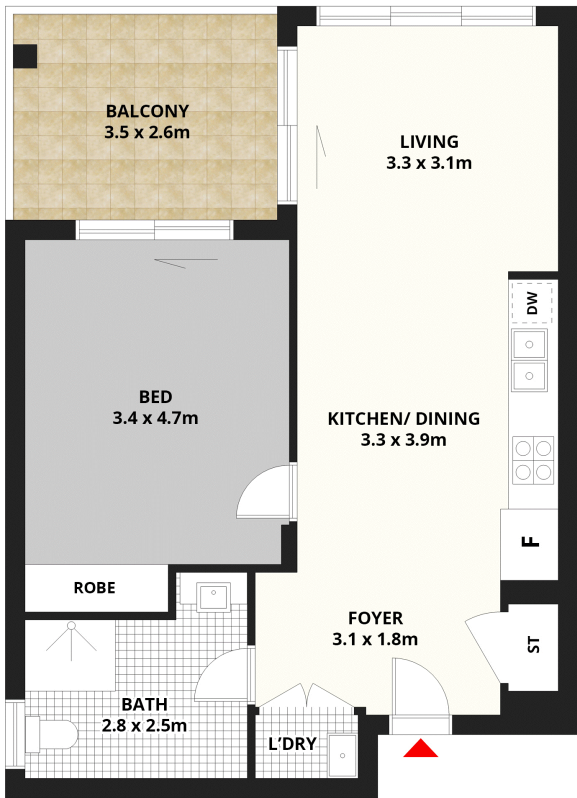 BALCONY
3.5 x 2.6m
LIVING
3.3 x 3.1m
DW
BED
3.4 x 4.7m
KITCHEN/ DINING
3.3 x 3.9m
F
ROBE
FOYER
3.1 x 1.8m
ST
BATH
2.8 x 2.5m
L'DRY